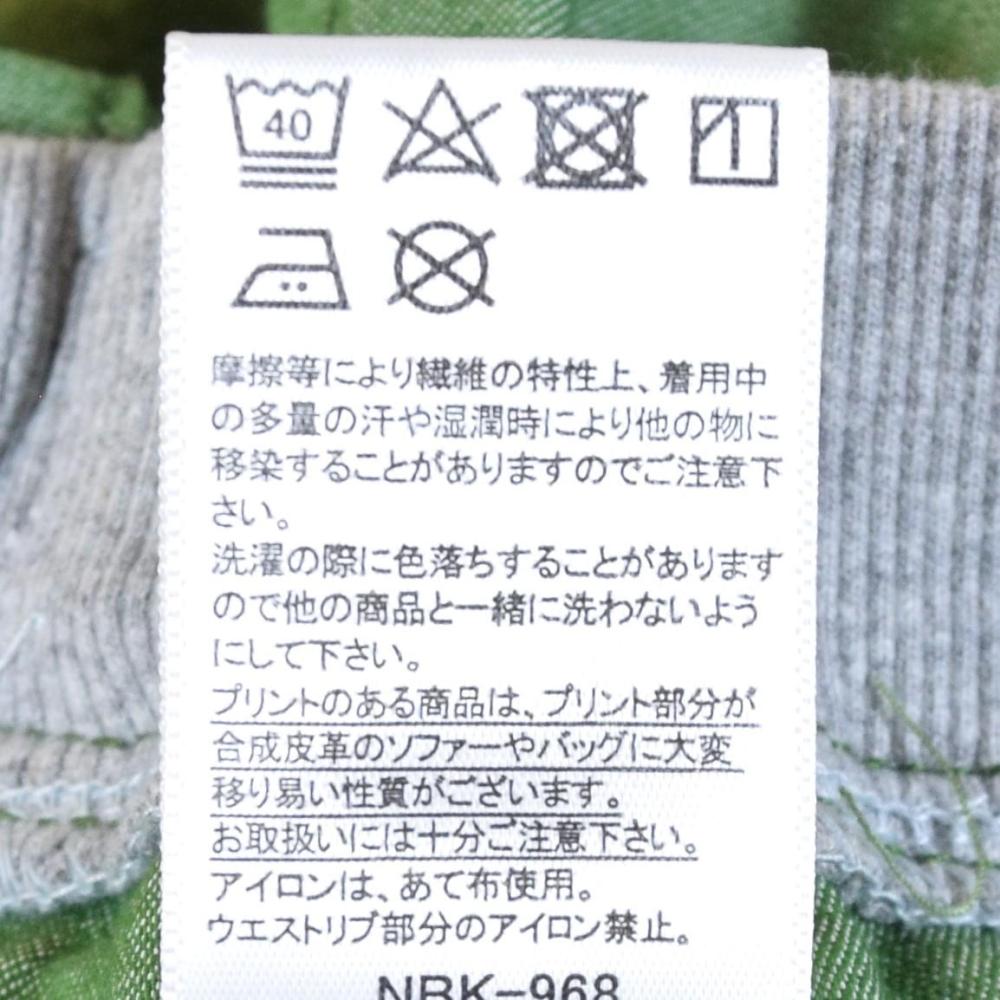 40
摩擦等により繊維の特性上、着用中
の多量の汗や湿潤時により他の物に
移染することがありますのでご注意下
さい。
洗濯の際に色落ちすることがあります
ので他の商品と一緒に洗わないよう
にして下さい。
プリントのある商品は、プリント部分が
合成皮革のソファーやバッグに大変
移り易い性質がございます。
お取扱いには十分ご注意下さい。
アイロンは、あて布使用。
ウエストリブ部分のアイロン禁止。
NRK-968